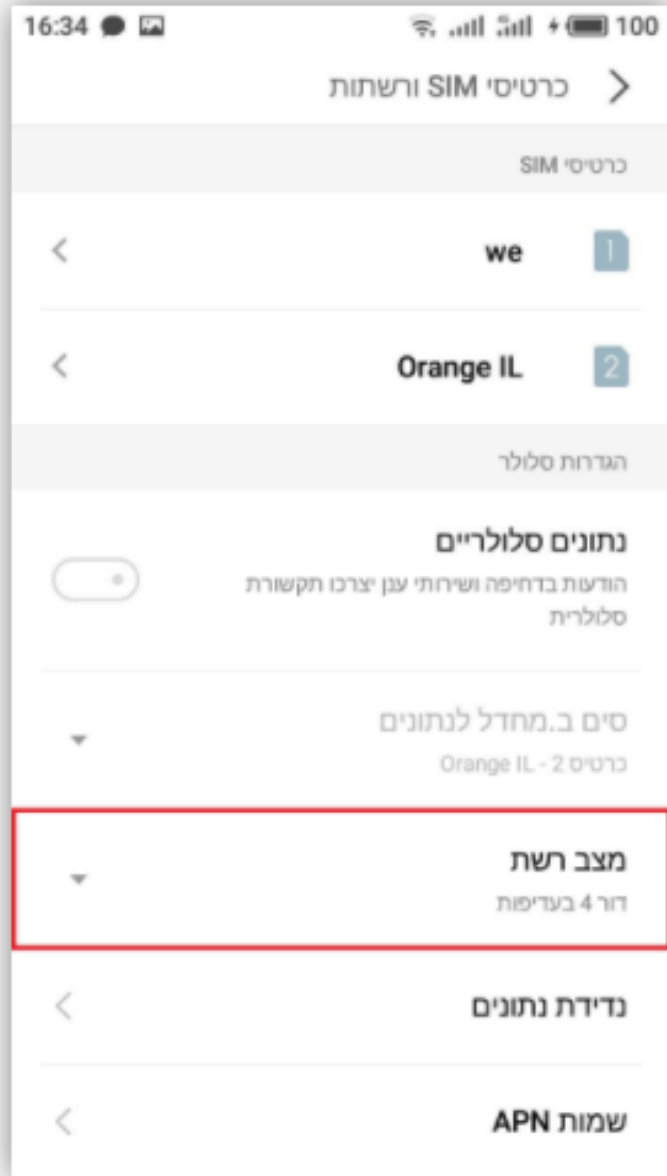 16:34 100
כרטיסי SIM ורשתות
כרטיסי SIM
1 we
2 Orange IL
הגדרות סלולר
נתונים סלולריים
הודעות בדחיפה ושירותי ענן יצרכו תקשורת
סלולרית
סים ב.מחדל לנתונים
כרטיס 2 - Orange IL
מצב רשת
דור 4 בעדיפות
נדידת נתונים
שמות APN